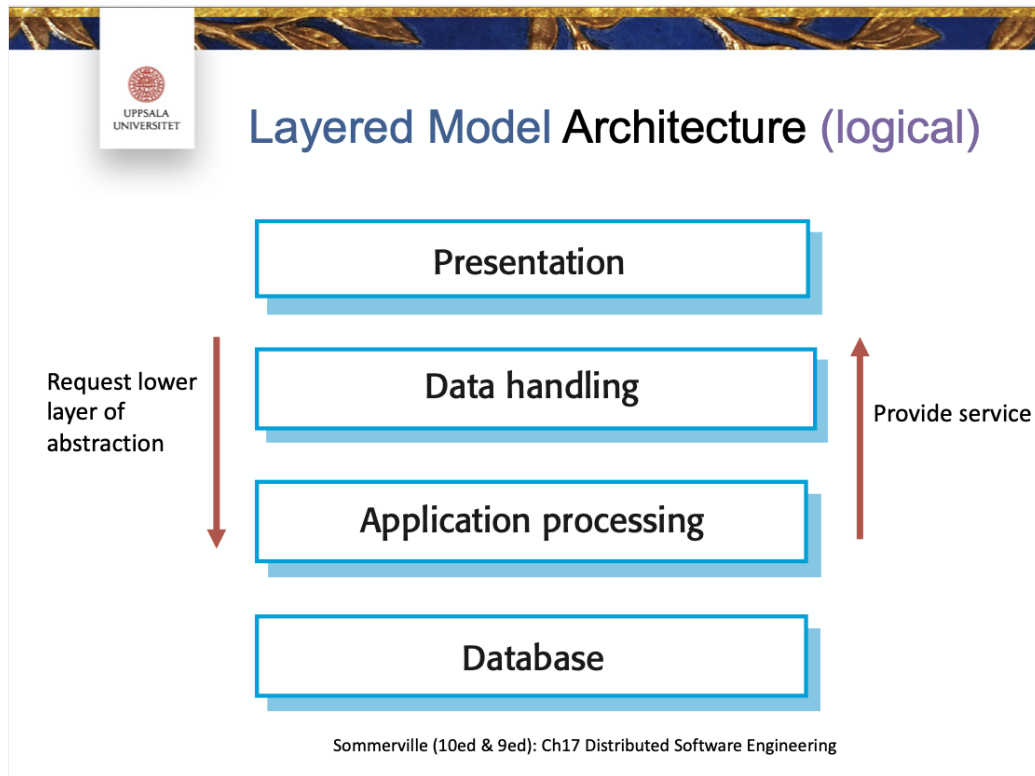 UPPSALA
UNIVERSITET
Layered Model Architecture (logical)
Presentation
Request lower
layer of
abstraction
Data handling
Provide service
Application processing
Database
Sommerville (10ed & 9ed): Ch17 Distributed Software Engineering